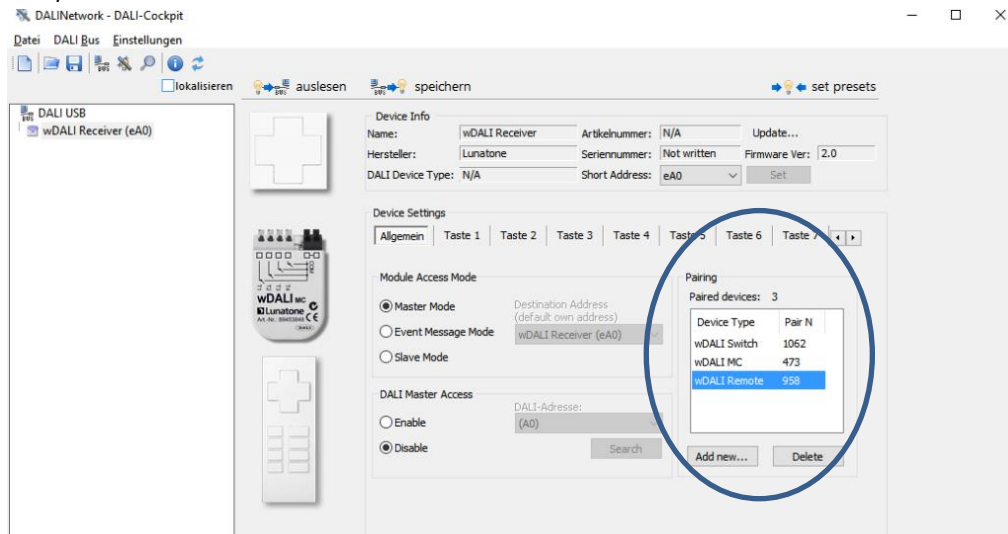 DALINetwork - DALI-Cockpit
Datei DALI Bus Einstellungen
lokalisieren auslesen speichern set presets
DALI USB
wDALI Receiver (eA0)
Device Info
Name: wDALI Receiver Artikelnummer: N/A Update...
Hersteller: Lunatone Seriennummer: Not written Firmware Ver: 2.0
DALI Device Type: N/A Short Address: eA0 Set
Device Settings
Allgemein Taste 1 Taste 2 Taste 3 Taste 4 Taste 5 Taste 6 Taste 7
Module Access Mode
Master Mode
Event Message Mode
Slave Mode
Destination Address
(default own address)
wDALI Receiver (eA0)
DALI Master Access
Enable
Disable
DALI-Adresse:
(A0)
Search
Pairing
Paired devices: 3
Device Type Pair N
wDALI Switch 1062
wDALI MC 473
wDALI Remote 958
Add new... Delete
wDALI MC
Lunatone